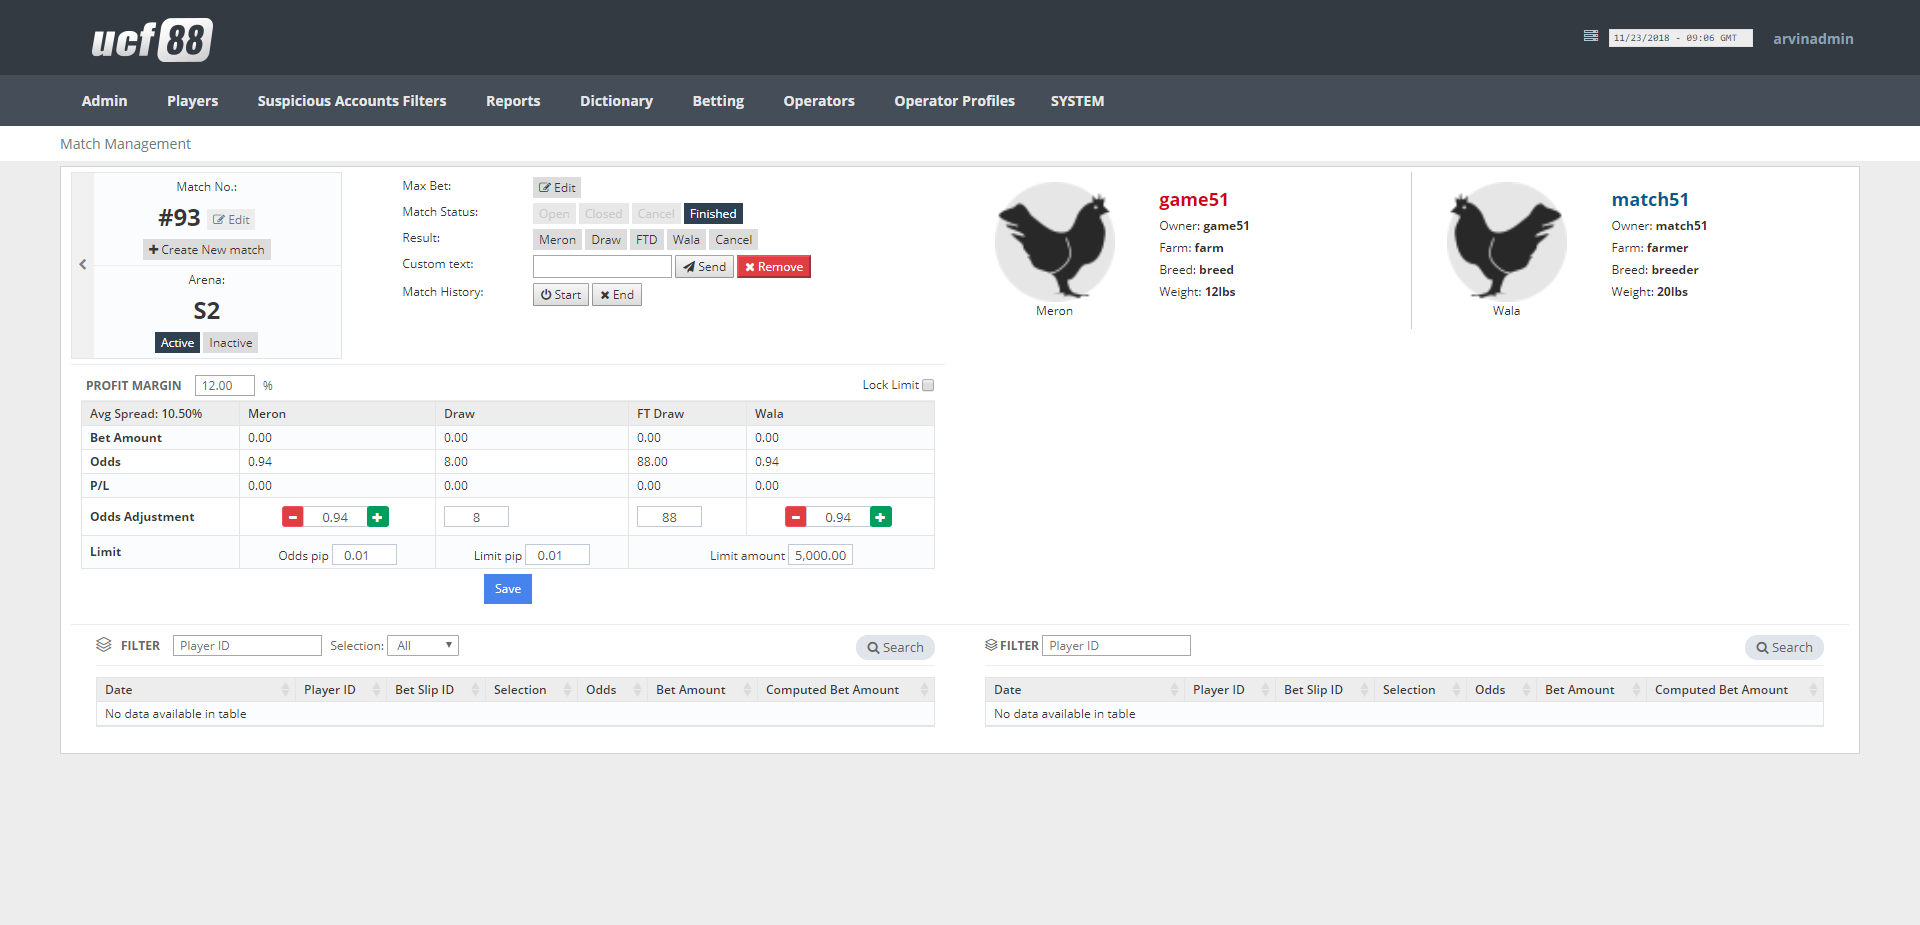 ucf88
11/23/2018 - 09:06 GMT arvinadmin
Admin Players Suspicious Accounts Filters Reports Dictionary Betting Operators Operator Profiles SYSTEM
Match Management
Match No.:
#93 Edit
Create New match
Arena:
S2
Active Inactive
Max Bet: Edit
Match Status: Open Closed Cancel Finished
Result: Meron Draw FTD Wala Cancel
Custom text: Send Remove
Match History: Start End
Meron
game51
Owner: game51
Farm: farm
Breed: breed
Weight: 12lbs
Wala
match51
Owner: match51
Farm: farmer
Breed: breeder
Weight: 20lbs
PROFIT MARGIN 12.00 % Lock Limit
Avg Spread: 10.50% Meron Draw FT Draw Wala
Bet Amount 0.00 0.00 0.00 0.00
Odds 0.94 8.00 88.00 0.94
P/L 0.00 0.00 0.00 0.00
Odds Adjustment 0.94 8 88 0.94
Limit Odds pip 0.01 Limit pip 0.01 Limit amount 5,000.00
Save
FILTER Player ID Selection: All Search
Date Player ID Bet Slip ID Selection Odds Bet Amount Computed Bet Amount
No data available in table
FILTER Player ID Search
Date Player ID Bet Slip ID Selection Odds Bet Amount Computed Bet Amount
No data available in table